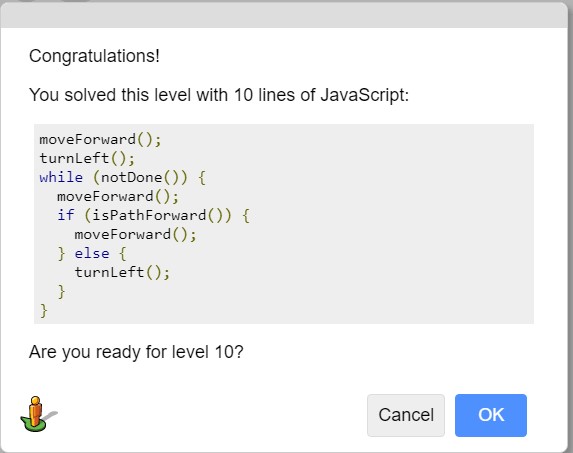 Congratulations!
You solved this level with 10 lines of JavaScript:
moveForward();
turnLeft();
while (notDone()) {
  moveForward();
  if (isPathForward()) {
    moveForward();
  } else {
    turnLeft();
  }
}
Are you ready for level 10?
Cancel OK